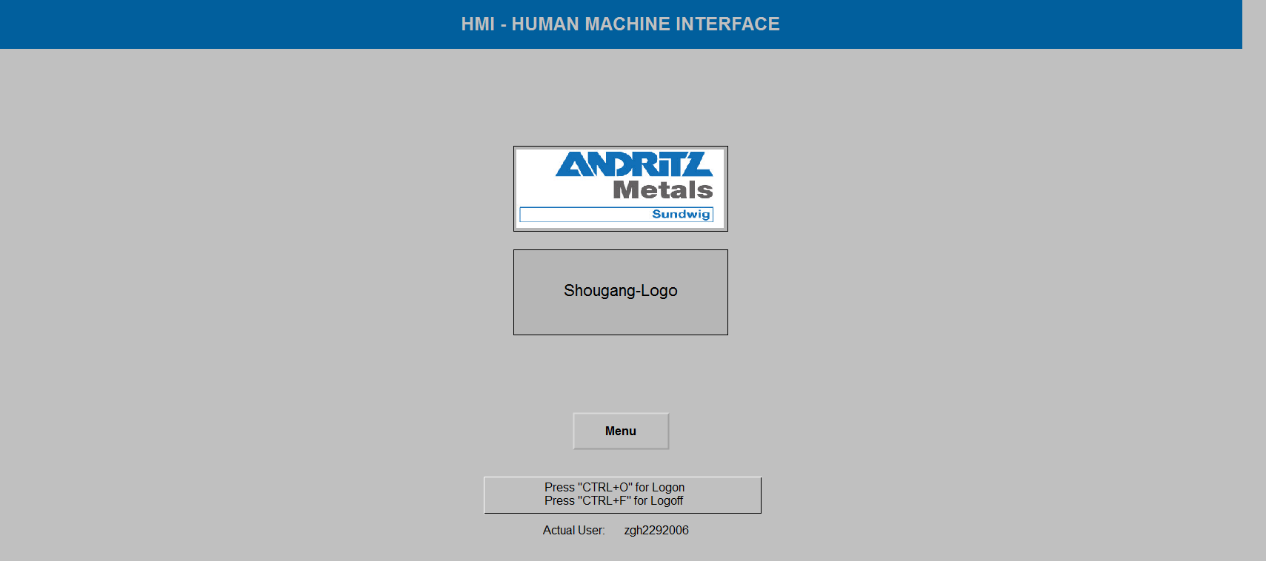 HMI - HUMAN MACHINE INTERFACE
ANDRITZ
Metals
Sundwig
Shougang-Logo
Menu
Press "CTRL+O" for Logon
Press "CTRL+F" for Logoff
Actual User: zgh2292006